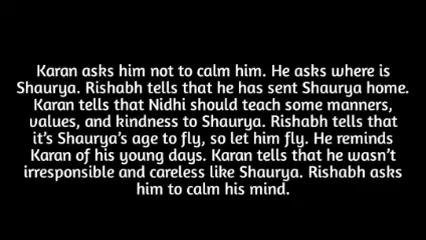 Karan asks him not to calm him. He asks where is
Shaurya. Rishabh tells that he has sent Shaurya home.
Karan tells that Nidhi should teach some manners,
values, and kindness to Shaurya. Rishabh tells that
it's Shaurya's age to fly, so let him fly. He reminds
Karan of his young days. Karan tells that he wasn't
irresponsible and careless like Shaurya. Rishabh asks
him to calm his mind.